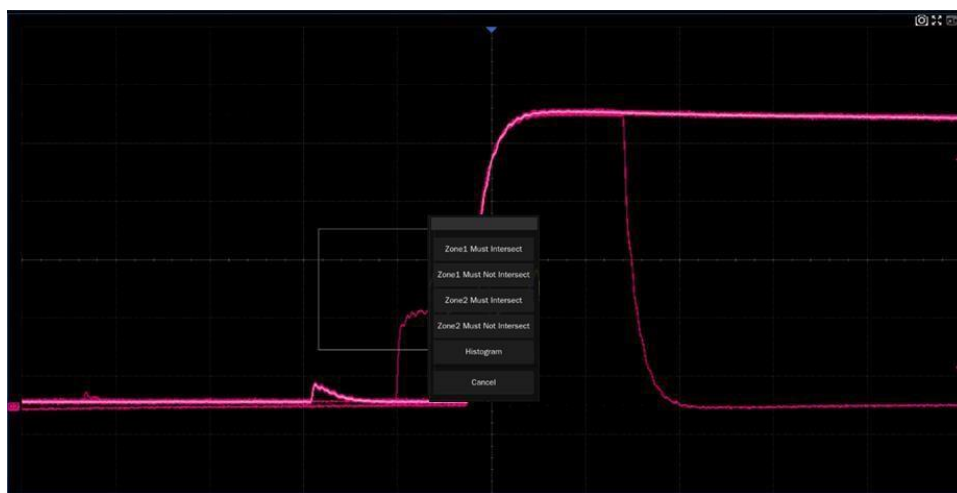 Zone1 Must Intersect
Zone1 Must Not Intersect
Zone2 Must Intersect
Zone2 Must Not Intersect
Histogram
Cancel